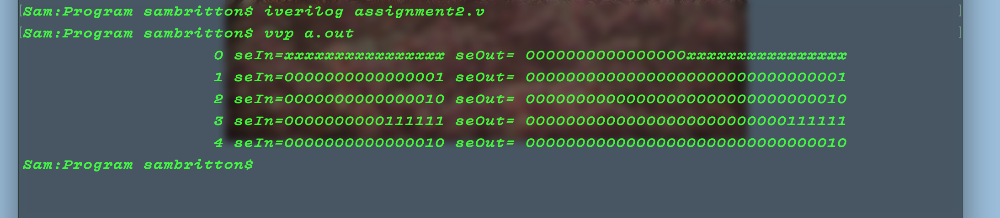 [Sam:Program sambritton$ iverilog assignment2.v ]
[Sam:Program sambritton$ vvp a.out ]
0 seIn=xxxxxxxxxxxxxxxx seOut= 0000000000000000xxxxxxxxxxxxxxxx
1 seIn=0000000000000001 seOut= 00000000000000000000000000000001
2 seIn=0000000000000010 seOut= 00000000000000000000000000000010
3 seIn=0000000000111111 seOut= 00000000000000000000000000111111
4 seIn=0000000000000010 seOut= 00000000000000000000000000000010
Sam:Program sambritton$